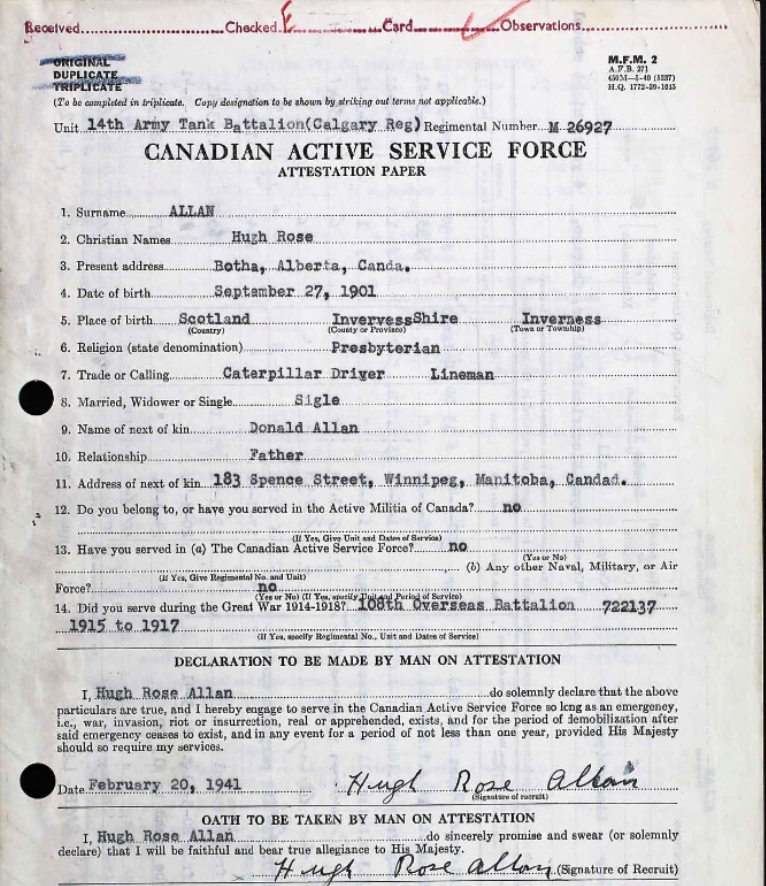 Received..........Checked E..........Card..........Observations..........
ORIGINAL
DUPLICATE
TRIPLICATE
M.F.M. 2
A.F.B. 271
450M—5-40 (5237)
H.Q. 1772-39-1045
(To be completed in triplicate. Copy designation to be shown by striking out terms not applicable.)
Unit 14th Army Tank Battalion(Calgary Reg) Regimental Number M 26927
CANADIAN ACTIVE SERVICE FORCE
ATTESTATION PAPER
1. Surname ALLAN
2. Christian Names Hugh Rose
3. Present address Botha, Alberta, Canda.
4. Date of birth September 27, 1901
5. Place of birth Scotland InveryessShire Inverness
(Country) (County or Province) (Town or Township)
6. Religion (state denomination) Presbyterian
7. Trade or Calling Caterpillar Driver Lineman
8. Married, Widower or Single Sigle
9. Name of next of kin Donald Allan
10. Relationship Father
11. Address of next of kin 183 Spence Street, Winnipeg, Manitoba, Candad.
12. Do you belong to, or have you served in the Active Militia of Canada? no
(If Yes, Give Unit and Dates of Service)
13. Have you served in (a) The Canadian Active Service Force? no
(Yes or No)
(b) Any other Naval, Military, or Air
(If Yes, Give Regimental No. and Unit)
Force? no
(Yes or No) (If Yes, specify Unit and Period of Service)
14. Did you serve during the Great War 1914-1918? 108th Overseas Battalion 722137
1915 to 1917
(If Yes, specify Regimental No., Unit and Dates of Service)
DECLARATION TO BE MADE BY MAN ON ATTESTATION
I, Hugh Rose Allan do solemnly declare that the above
particulars are true, and I hereby engage to serve in the Canadian Active Service Force so long as an emergency,
i.e., war, invasion, riot or insurrection, real or apprehended, exists, and for the period of demobilization after
said emergency ceases to exist, and in any event for a period of not less than one year, provided His Majesty
should so require my services.
Date February 20, 1941 Hugh Rose Allan
(Signature of recruit)
OATH TO BE TAKEN BY MAN ON ATTESTATION
I, Hugh Rose Allan do sincerely promise and swear (or solemnly
declare) that I will be faithful and bear true allegiance to His Majesty.
Hugh Rose Allan (Signature of Recruit)